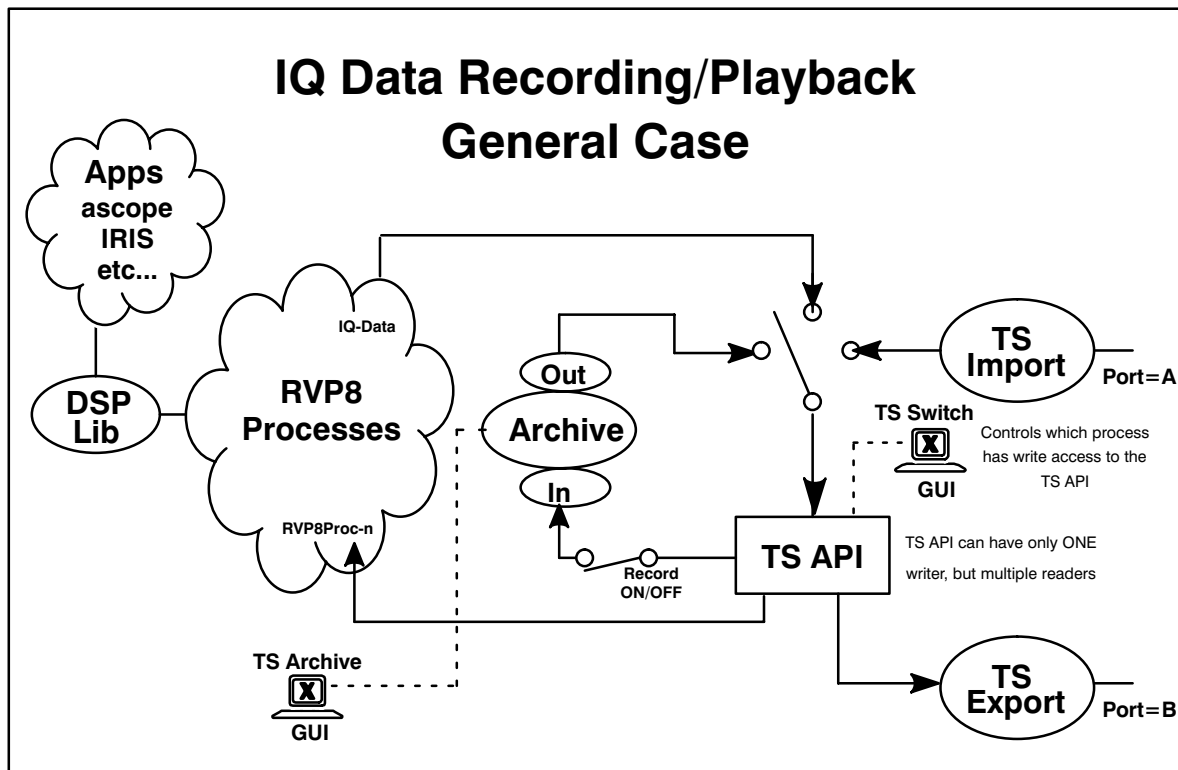 IQ Data Recording/Playback
General Case
Apps
ascope
IRIS
etc...
DSP
Lib
IQ-Data
RVP8
Processes
RVP8Proc-n
Out
Archive
In
Record
ON/OFF
TS
Import
Port=A
TS Switch
X
GUI
Controls which process
has write access to the
TS API
TS API
TS API can have only ONE
writer, but multiple readers
TS Archive
X
GUI
TS
Export
Port=B